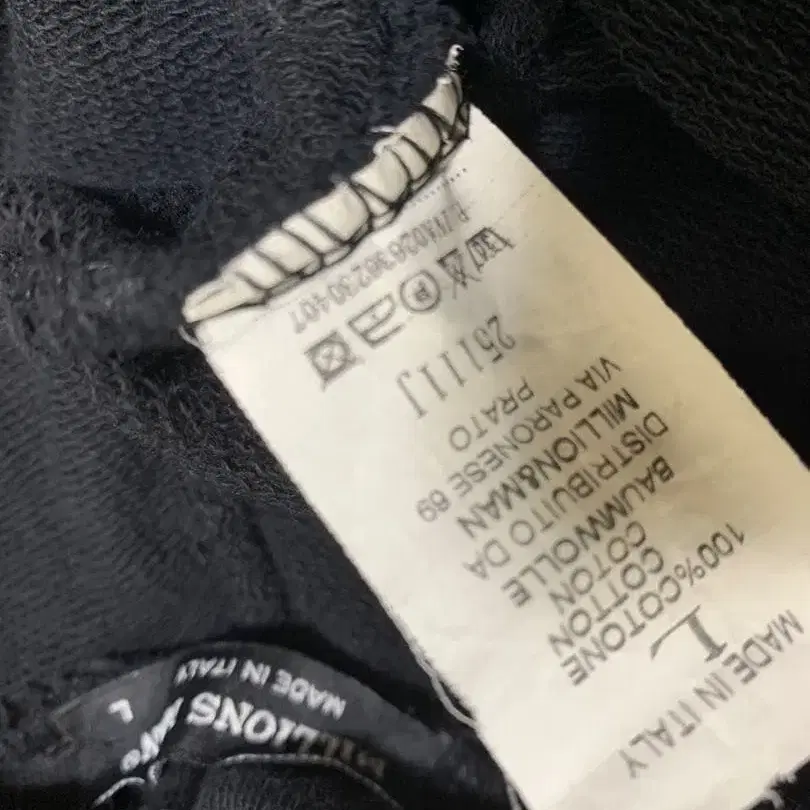 MADE IN ITALY
L
100%COTONE
COTTON
COTON
BAUMWOLLE
DISTRIBUITO DA
MILLION&MAN
VIA PARONESE 69
PRATO
25111J
30°
P
MILLIONS
MADE IN ITALY
L